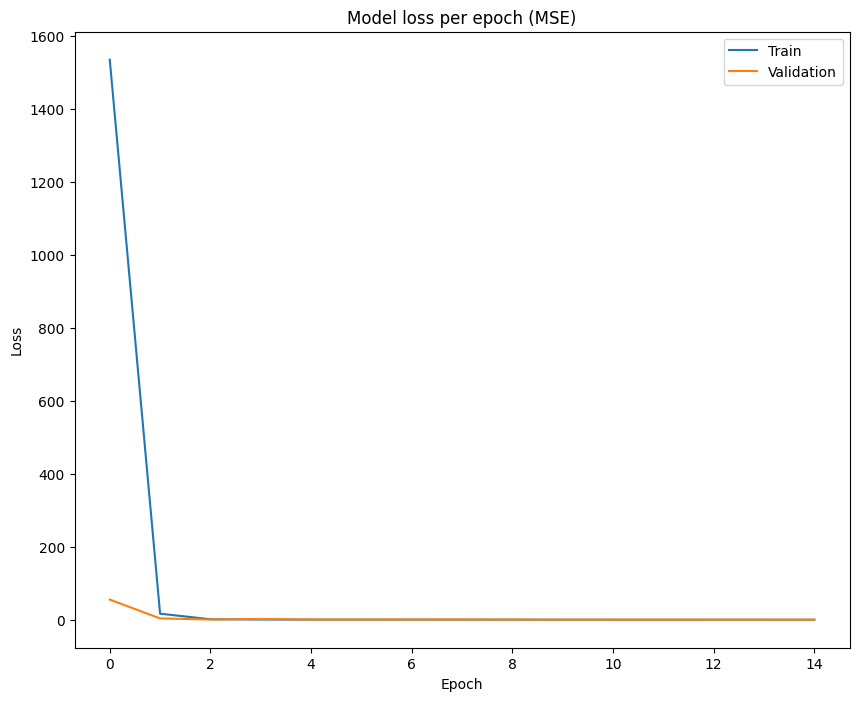 Model loss per epoch (MSE)
Train
Validation
1600
1400
1200
1000
800
600
400
200
0
Loss
0 2 4 6 8 10 12 14
Epoch